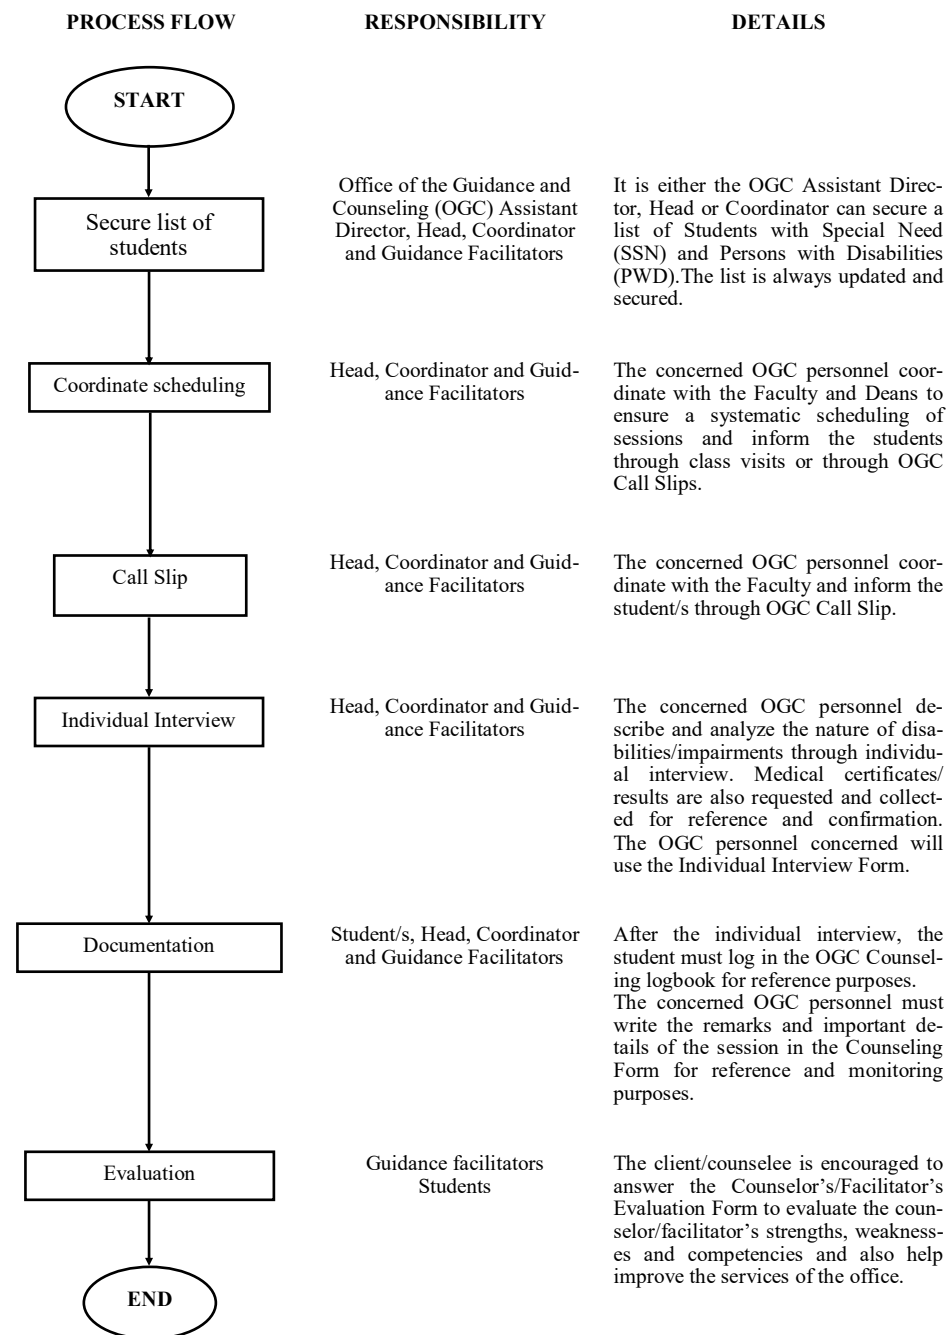 PROCESS FLOW
RESPONSIBILITY
DETAILS
START
Secure list of
students
Office of the Guidance and
Counseling (OGC) Assistant
Director, Head, Coordinator
and Guidance Facilitators
It is either the OGC Assistant Direc-
tor, Head or Coordinator can secure a
list of Students with Special Need
(SSN) and Persons with Disabilities
(PWD).The list is always updated and
secured.
Coordinate scheduling
Head, Coordinator and Guid-
ance Facilitators
The concerned OGC personnel coor-
dinate with the Faculty and Deans to
ensure a systematic scheduling of
sessions and inform the students
through class visits or through OGC
Call Slips.
Call Slip
Head, Coordinator and Guid-
ance Facilitators
The concerned OGC personnel coor-
dinate with the Faculty and inform the
student/s through OGC Call Slip.
Individual Interview
Head, Coordinator and Guid-
ance Facilitators
The concerned OGC personnel de-
scribe and analyze the nature of disa-
bilities/impairments through individu-
al interview. Medical certificates/
results are also requested and collect-
ed for reference and confirmation.
The OGC personnel concerned will
use the Individual Interview Form.
Documentation
Student/s, Head, Coordinator
and Guidance Facilitators
After the individual interview, the
student must log in the OGC Counsel-
ing logbook for reference purposes.
The concerned OGC personnel must
write the remarks and important de-
tails of the session in the Counseling
Form for reference and monitoring
purposes.
Evaluation
Guidance facilitators
Students
The client/counselee is encouraged to
answer the Counselor’s/Facilitator’s
Evaluation Form to evaluate the coun-
selor/facilitator’s strengths, weakness-
es and competencies and also help
improve the services of the office.
END